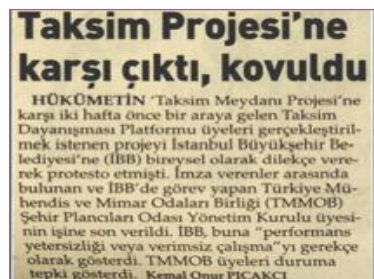 Taksim Projesi'ne
karşı çıktı, kovuldu
HÜKÜMETİN 'Taksim Meydanı Projesi'ne
karşı iki hafta önce bir araya gelen Taksim
Dayanışması Platformu üyeleri gerçekleştiril-
mek istenen projeyi İstanbul Büyükşehir Be-
lediyesi'ne (İBB) bireysel olarak dilekçe vere-
rek protesto etmişti. İmza verenler arasında
bulunan ve İBB'de görev yapan Türkiye Mü-
hendis ve Mimar Odaları Birliği (TMMOB)
Şehir Plancıları Odası Yönetim Kurulu üyesi-
nin işine son verildi. İBB, buna "performans
yetersizliği veya verimsiz çalışma"yı gerekçe
olarak gösterdi. TMMOB üyeleri duruma
tepki gösterdi. Kemal Onur PIÇAKÇI